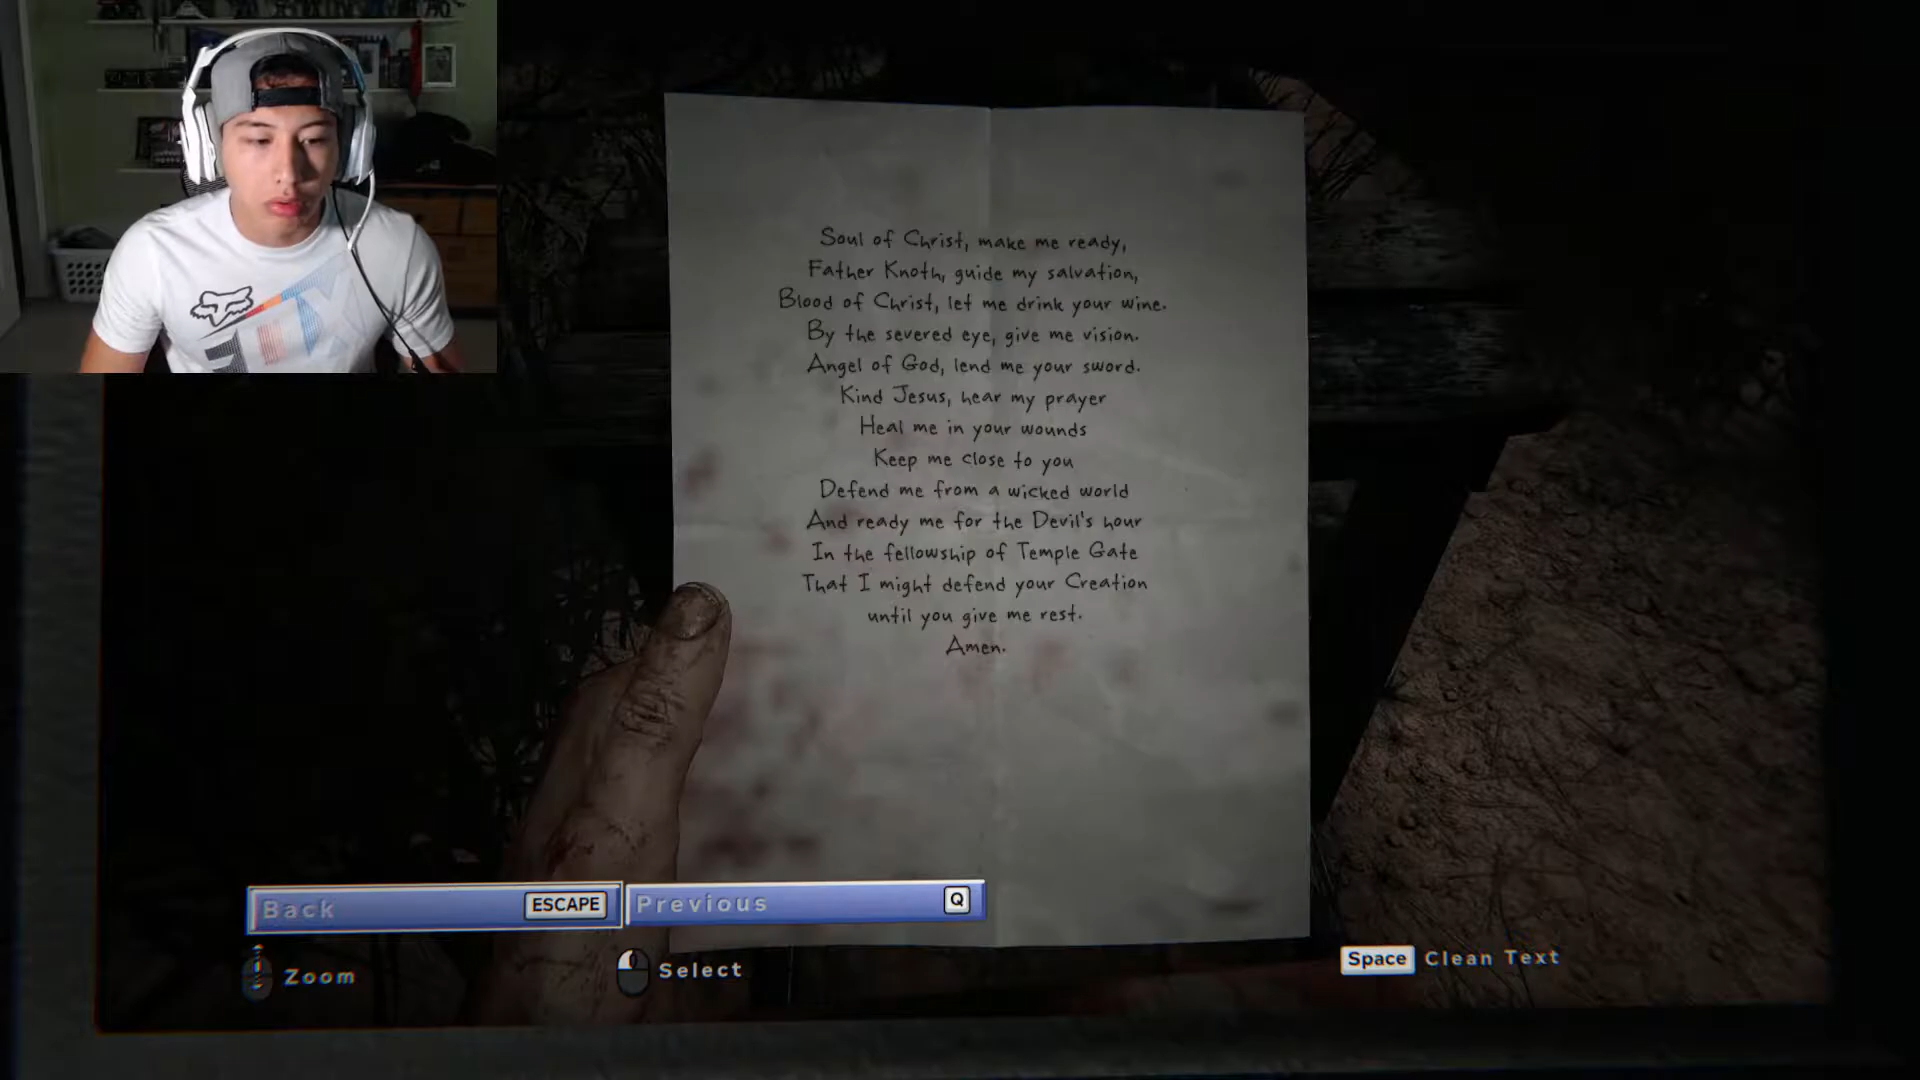 Soul of Christ, make me ready,
Father Knoth, guide my salvation,
Blood of Christ, let me drink your wine.
By the severed eye, give me vision.
Angel of God, lend me your sword.
Kind Jesus, hear my prayer
Heal me in your wounds
Keep me close to you
Defend me from a wicked world
And ready me for the Devil's hour
In the fellowship of Temple Gate
That I might defend your Creation
until you give me rest.
Amen.
Back ESCAPE Previous Q
Zoom Select Space Clean Text